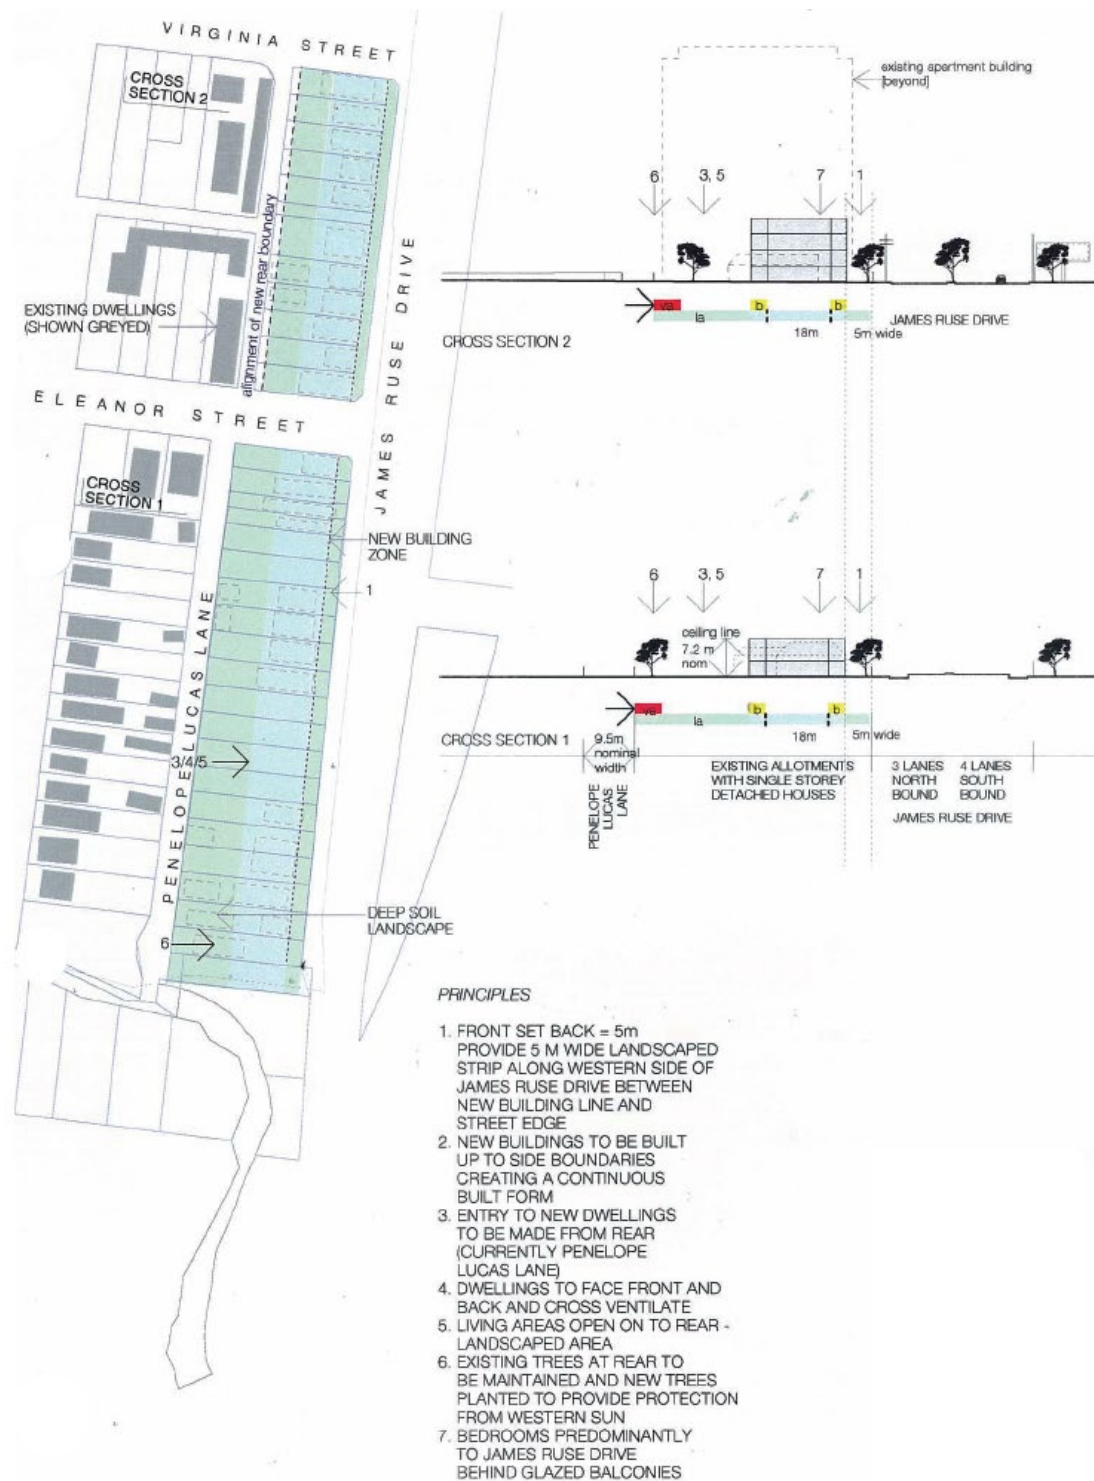 VIRGINIA STREET
CROSS
SECTION 2
alignment of new rear boundary
JAMES RUSE DRIVE
EXISTING DWELLINGS
(SHOWN GREYED)
ELEANOR STREET
CROSS
SECTION 1
NEW BUILDING
ZONE
1
PENELOPE LUCAS LANE
3/4/5
DEEP SOIL
LANDSCAPE
6
existing apartment building
[beyond]
6
3, 5
7
1
va
b
b
la
18m
5m wide
JAMES RUSE DRIVE
CROSS SECTION 2
6
3, 5
7
1
ceiling line
7.2 m
nom
va
b
b
la
18m
5m wide
CROSS SECTION 1
9.5m
nominal
width
PENELOPE
LUCAS
LANE
EXISTING ALLOTMENTS
WITH SINGLE STOREY
DETACHED HOUSES
3 LANES
NORTH
BOUND
4 LANES
SOUTH
BOUND
JAMES RUSE DRIVE
PRINCIPLES
1. FRONT SET BACK = 5m
PROVIDE 5 M WIDE LANDSCAPED
STRIP ALONG WESTERN SIDE OF
JAMES RUSE DRIVE BETWEEN
NEW BUILDING LINE AND
STREET EDGE
2. NEW BUILDINGS TO BE BUILT
UP TO SIDE BOUNDARIES
CREATING A CONTINUOUS
BUILT FORM
3. ENTRY TO NEW DWELLINGS
TO BE MADE FROM REAR
(CURRENTLY PENELOPE
LUCAS LANE)
4. DWELLINGS TO FACE FRONT AND
BACK AND CROSS VENTILATE
5. LIVING AREAS OPEN ON TO REAR -
LANDSCAPED AREA
6. EXISTING TREES AT REAR TO
BE MAINTAINED AND NEW TREES
PLANTED TO PROVIDE PROTECTION
FROM WESTERN SUN
7. BEDROOMS PREDOMINANTLY
TO JAMES RUSE DRIVE
BEHIND GLAZED BALCONIES